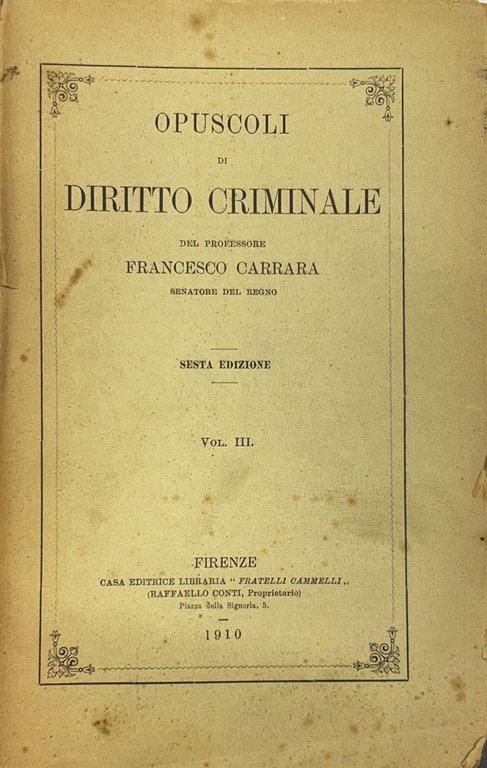 OPUSCOLI
DI
DIRITTO CRIMINALE
DEL PROFESSORE
FRANCESCO CARRARA
SENATORE DEL REGNO
SESTA EDIZIONE
VOL. III.
FIRENZE
CASA EDITRICE LIBRARIA “ FRATELLI CAMMELLI „
(RAFFAELLO CONTI, Proprietario)
Piazza della Signoria, 5.
1910